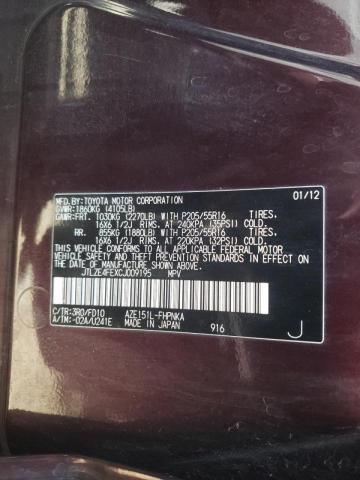 MFD. BY: TOYOTA MOTOR CORPORATION 01/12
GVWR: 1860KG (4105LB)
GAWR: FRT. 1030KG (2270LB) WITH P205/55R16 TIRES.
16X6 1/2J RIMS, AT 240KPA (35PSI) COLD.
RR. 855KG (1880LB) WITH P205/55R16 TIRES.
16X6 1/2J RIMS, AT 220KPA (32PSI) COLD.
THIS VEHICLE CONFORMS TO ALL APPLICABLE FEDERAL
MOTOR VEHICLE SAFETY STANDARDS IN EFFECT ON THE
DATE OF MANUFACTURE SHOWN ABOVE.
JTLZE4FEXCJ009195 MPV
C/TR: 3R0/FD10 AZE151L-FHPNKA
A/TM: -02A/U241E MADE IN JAPAN 916 J